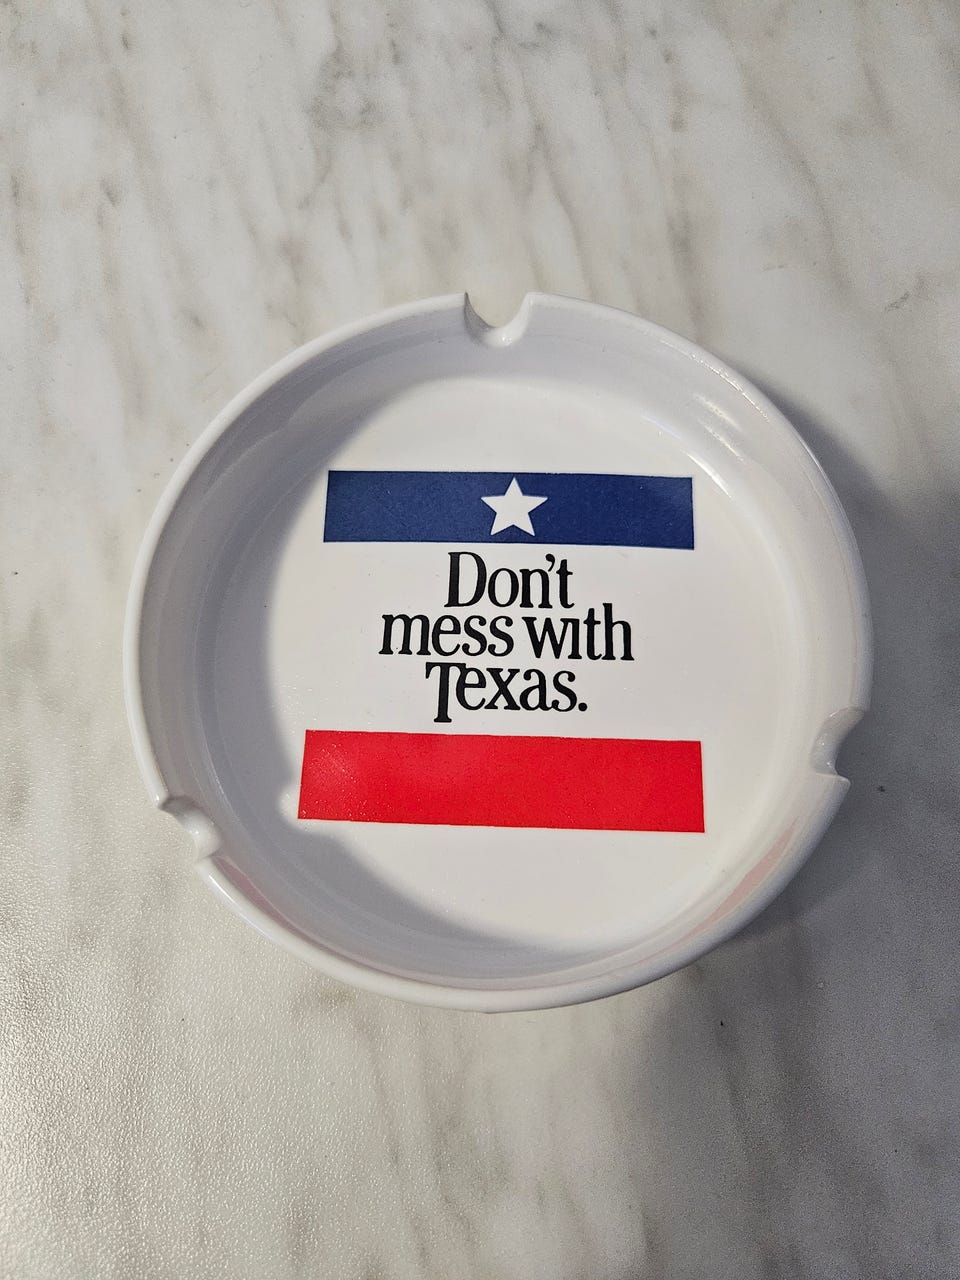 Don't
mess with
Texas.